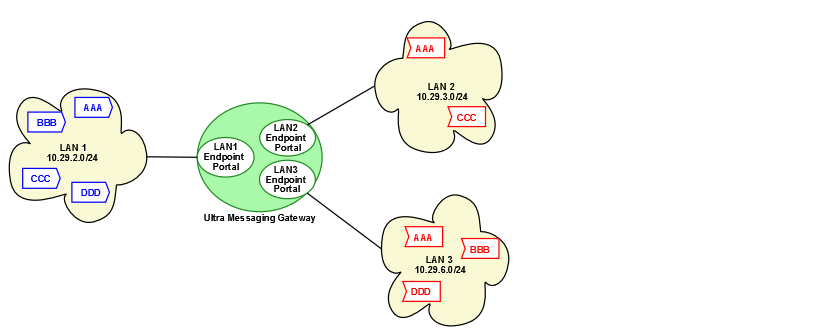 AAA
BBB
LAN 1
10.29.2.0/24
CCC
DDD
LAN1
Endpoint
Portal
LAN2
Endpoint
Portal
LAN3
Endpoint
Portal
Ultra Messaging Gateway
AAA
LAN 2
10.29.3.0/24
CCC
AAA
BBB
LAN 3
10.29.6.0/24
DDD